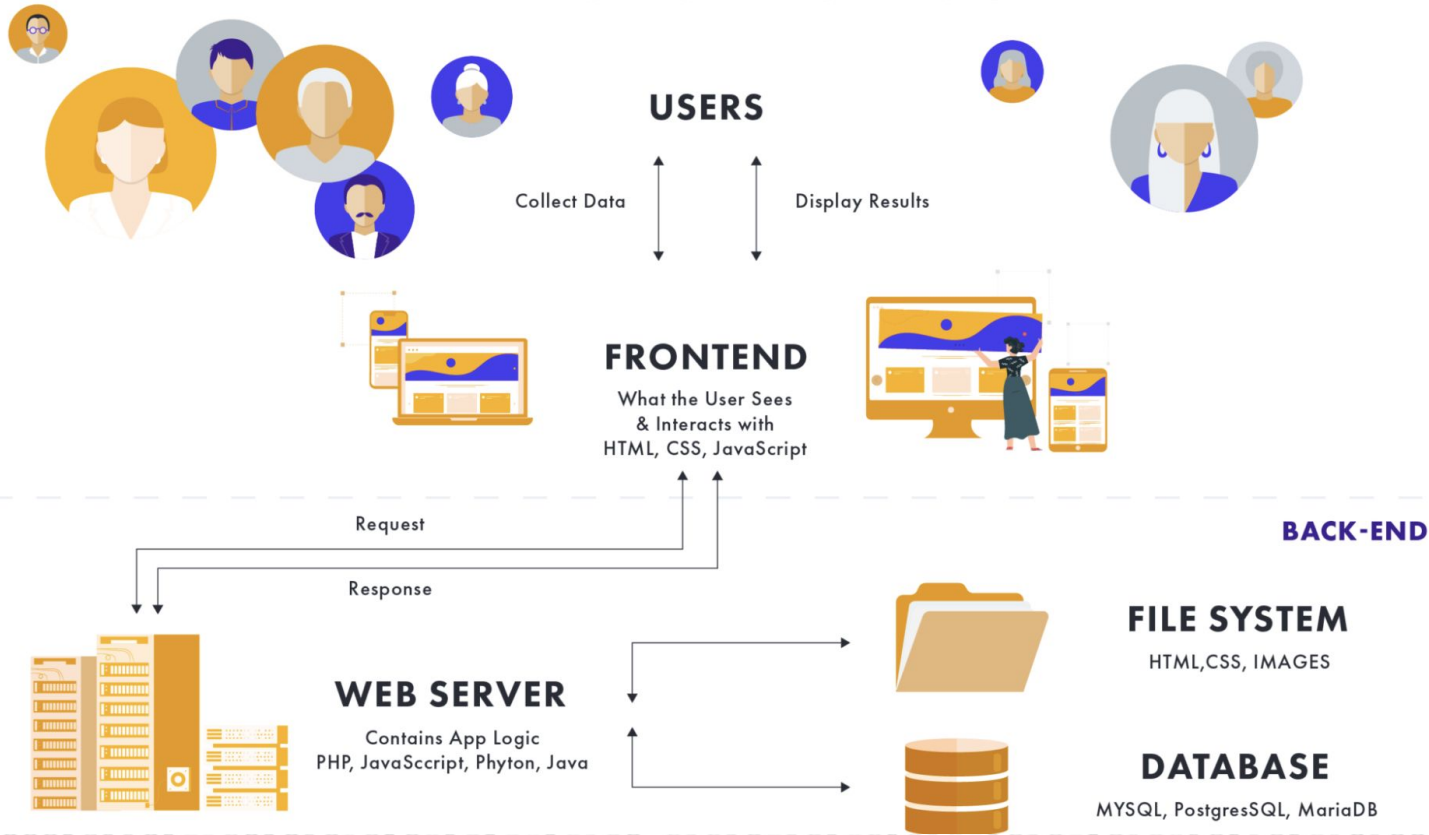 USERS
Collect Data
Display Results
FRONTEND
What the User Sees
& Interacts with
HTML, CSS, JavaScript
Request
BACK-END
Response
FILE SYSTEM
HTML,CSS, IMAGES
WEB SERVER
Contains App Logic
PHP, JavaSccript, Phyton, Java
DATABASE
MYSQL, PostgresSQL, MariaDB